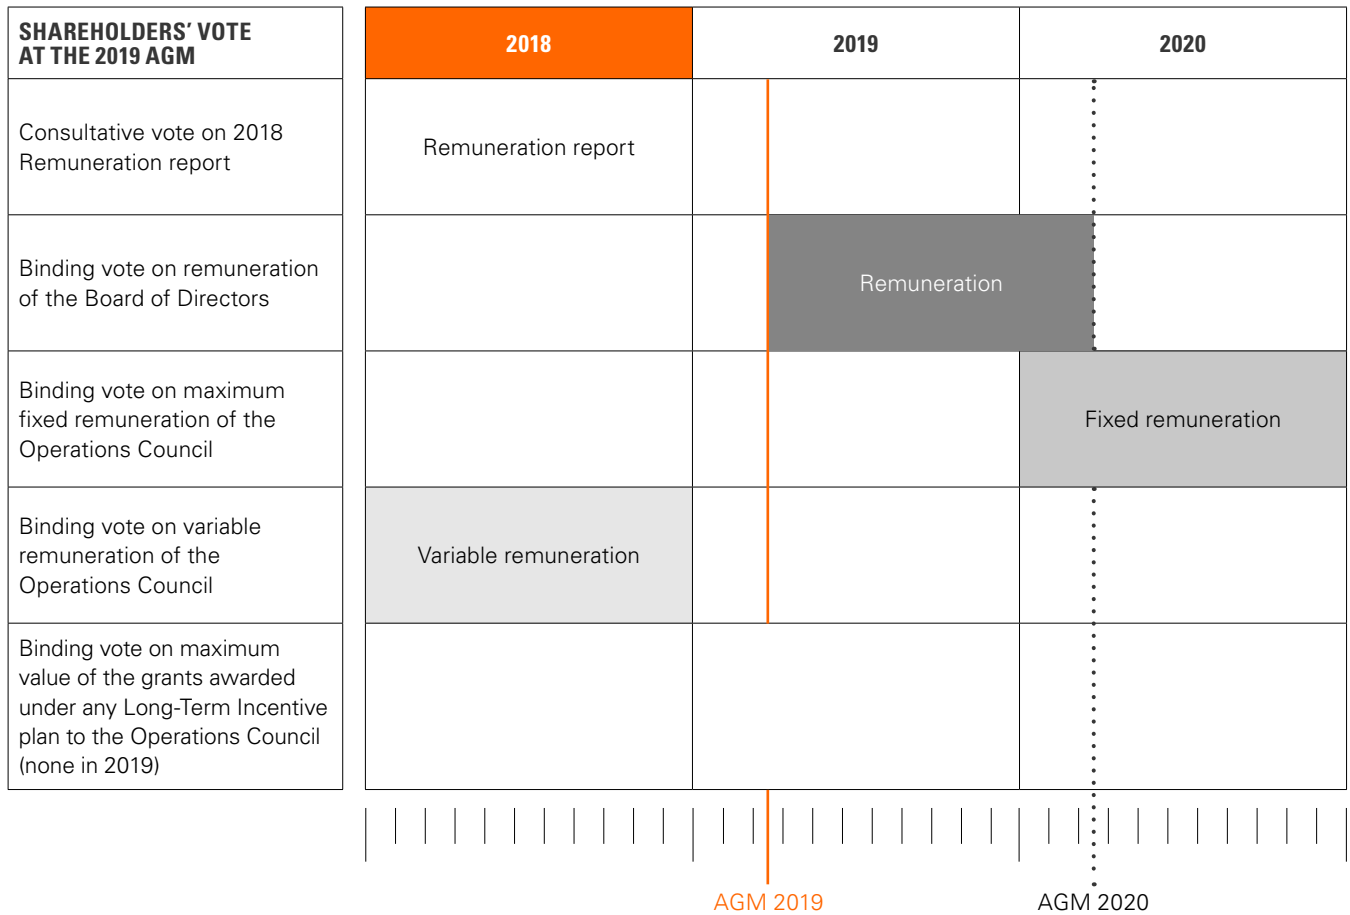 SHAREHOLDERS’ VOTE
AT THE 2019 AGM
2018
2019
2020
Consultative vote on 2018
Remuneration report
Remuneration report
Binding vote on remuneration
of the Board of Directors
Remuneration
Binding vote on maximum
fixed remuneration of the
Operations Council
Fixed remuneration
Binding vote on variable
remuneration of the
Operations Council
Variable remuneration
Binding vote on maximum
value of the grants awarded
under any Long-Term Incentive
plan to the Operations Council
(none in 2019)
AGM 2019
AGM 2020